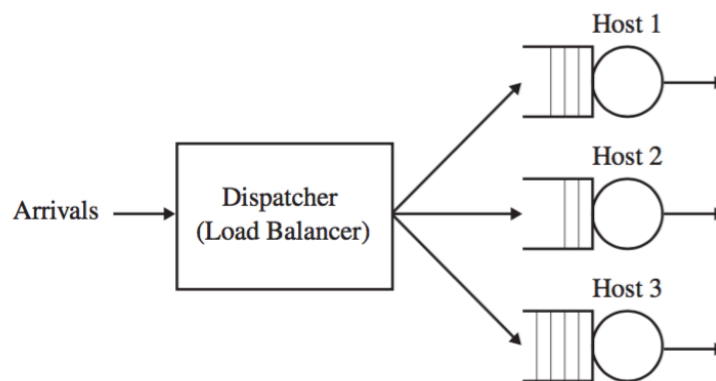 Host 1
Host 2
Arrivals
Dispatcher
(Load Balancer)
Host 3